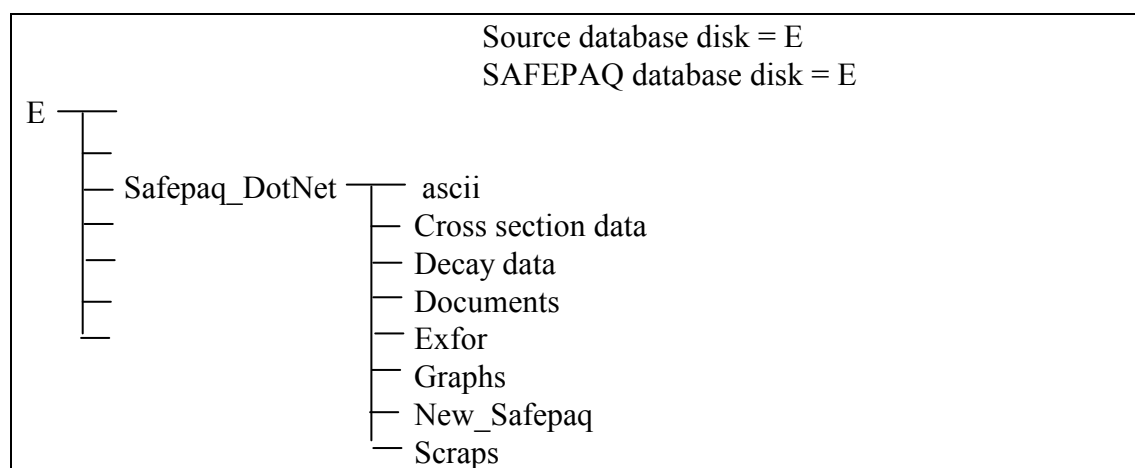 Source database disk = E
SAFEPAQ database disk = E
E
Safepaq_DotNet
ascii
Cross section data
Decay data
Documents
Exfor
Graphs
New_Safepaq
Scraps